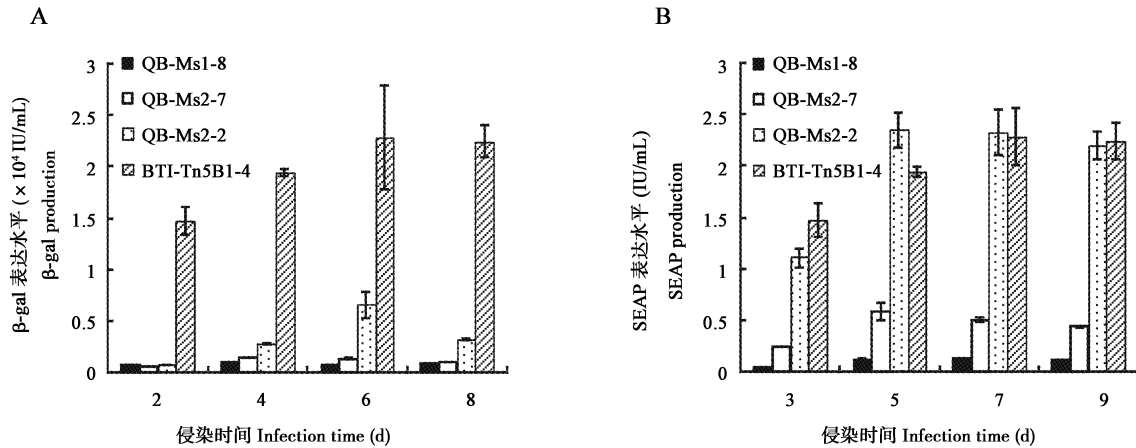 A
β-gal 表达水平 (×10⁴IU/mL)
β-gal production
3
2.5
2
1.5
1
0.5
0
QB-Ms1-8
QB-Ms2-7
QB-Ms2-2
BTI-Tn5B1-4
2 4 6 8
侵染时间 Infection time (d)
B
SEAP 表达水平 (IU/mL)
SEAP production
3
2.5
2
1.5
1
0.5
0
QB-Ms1-8
QB-Ms2-7
QB-Ms2-2
BTI-Tn5B1-4
3 5 7 9
侵染时间 Infection time (d)